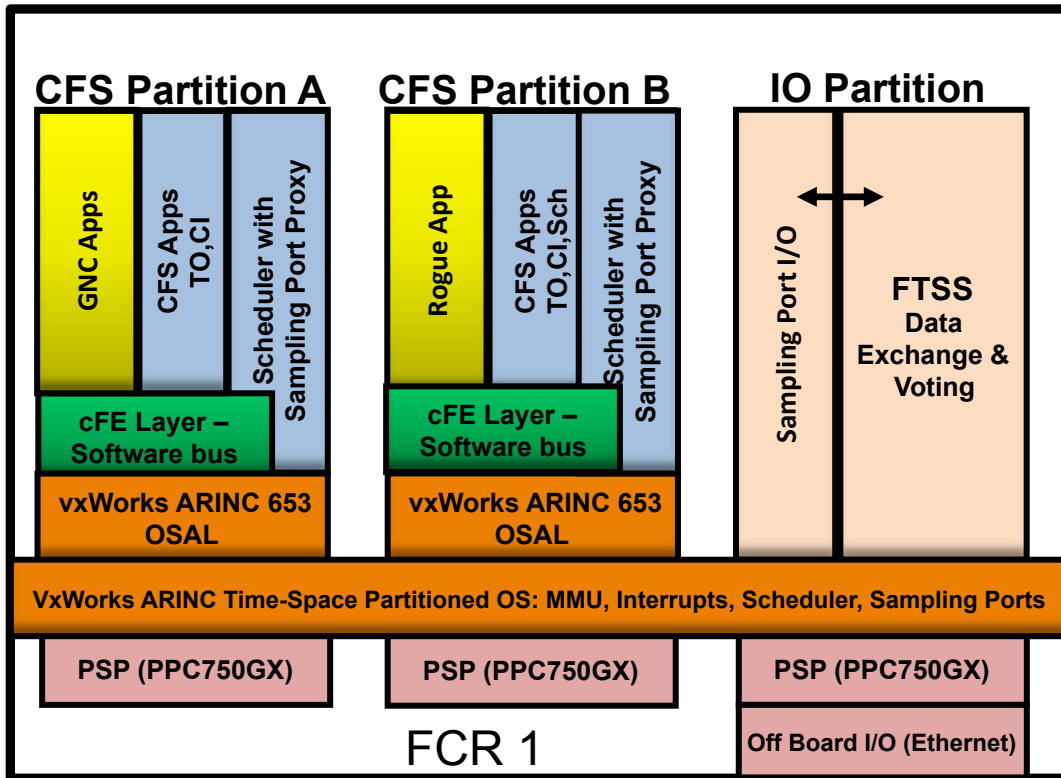 CFS Partition A
GNC Apps
CFS Apps
TO,CI
Scheduler with
Sampling Port Proxy
cFE Layer –
Software bus
vxWorks ARINC 653
OSAL
CFS Partition B
Rogue App
CFS Apps
TO,CI,Sch
Scheduler with
Sampling Port Proxy
cFE Layer –
Software bus
vxWorks ARINC 653
OSAL
IO Partition
Sampling Port I/O
FTSS
Data
Exchange &
Voting
VxWorks ARINC Time-Space Partitioned OS: MMU, Interrupts, Scheduler, Sampling Ports
PSP (PPC750GX)
PSP (PPC750GX)
PSP (PPC750GX)
Off Board I/O (Ethernet)
FCR 1